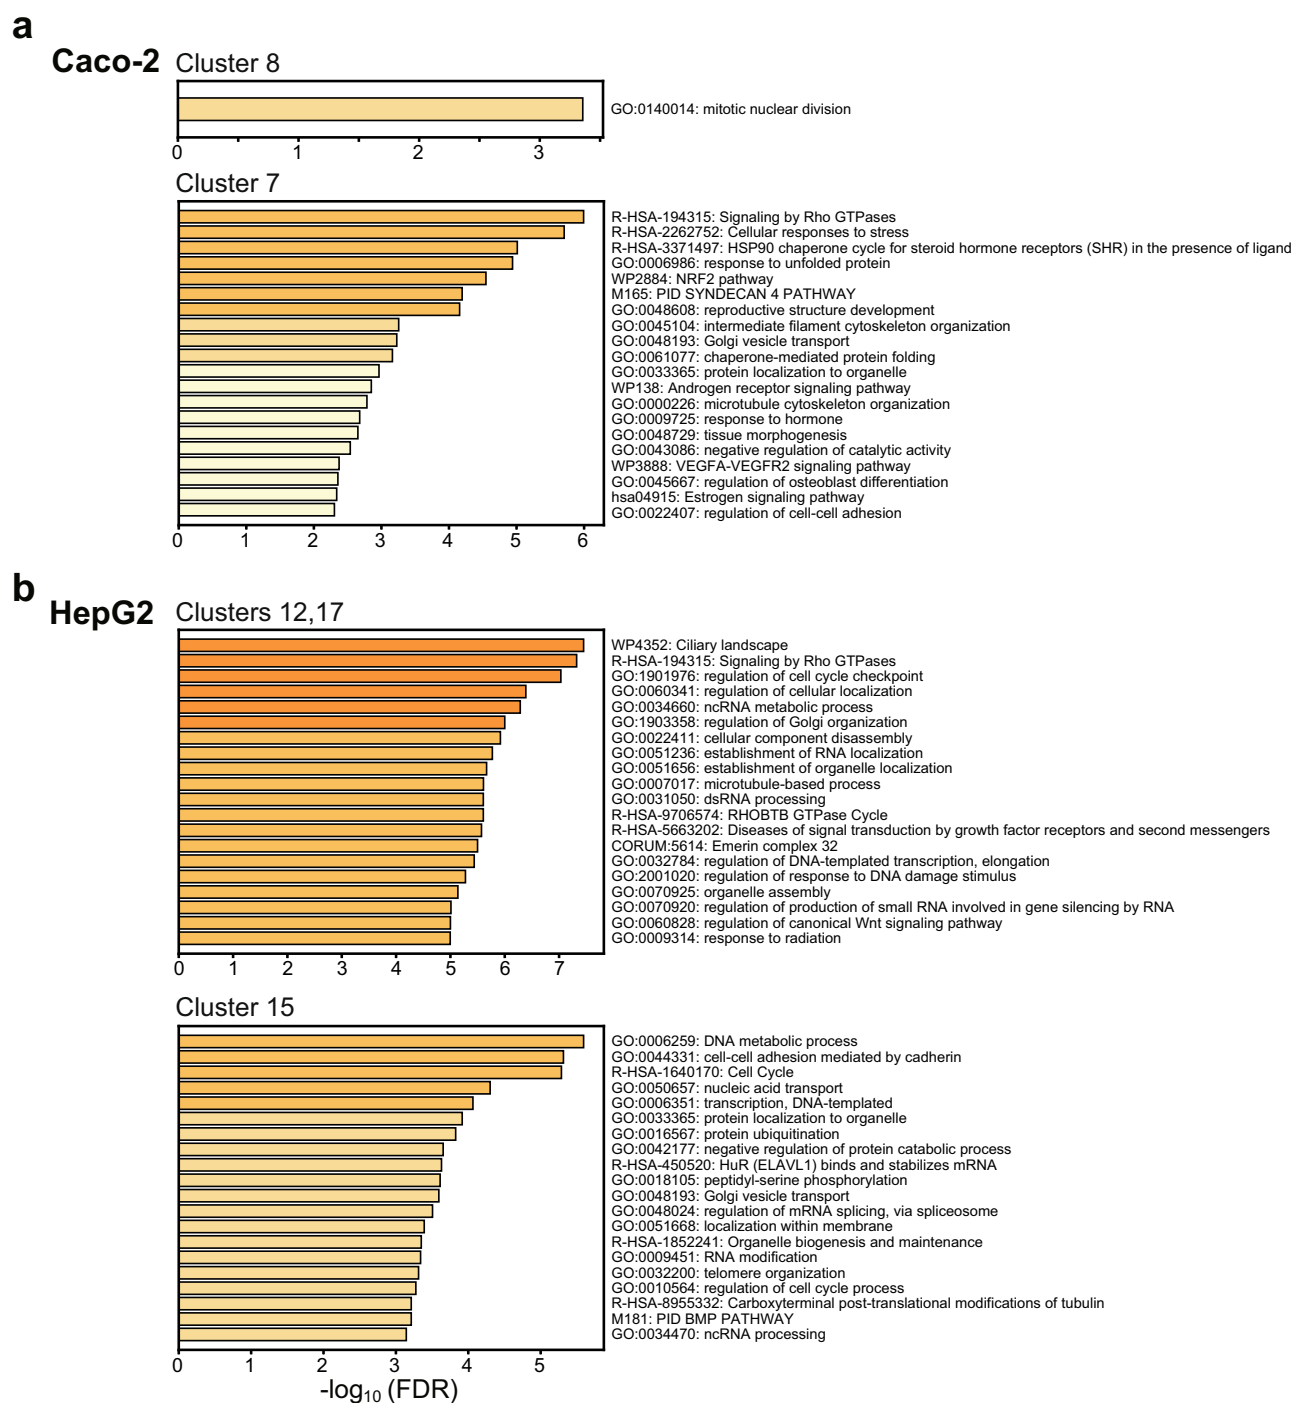 a
Caco-2 Cluster 8
GO:0140014: mitotic nuclear division
0 1 2 3
Cluster 7
R-HSA-194315: Signaling by Rho GTPases
R-HSA-2262752: Cellular responses to stress
R-HSA-3371497: HSP90 chaperone cycle for steroid hormone receptors (SHR) in the presence of ligand
GO:0006986: response to unfolded protein
WP2884: NRF2 pathway
M165: PID SYNDECAN 4 PATHWAY
GO:0048608: reproductive structure development
GO:0045104: intermediate filament cytoskeleton organization
GO:0048193: Golgi vesicle transport
GO:0061077: chaperone-mediated protein folding
GO:0033365: protein localization to organelle
WP138: Androgen receptor signaling pathway
GO:0000226: microtubule cytoskeleton organization
GO:0009725: response to hormone
GO:0048729: tissue morphogenesis
GO:0043086: negative regulation of catalytic activity
WP3888: VEGFA-VEGFR2 signaling pathway
GO:0045667: regulation of osteoblast differentiation
hsa04915: Estrogen signaling pathway
GO:0022407: regulation of cell-cell adhesion
0 1 2 3 4 5 6
b
HepG2 Clusters 12,17
WP4352: Ciliary landscape
R-HSA-194315: Signaling by Rho GTPases
GO:1901976: regulation of cell cycle checkpoint
GO:0060341: regulation of cellular localization
GO:0034660: ncRNA metabolic process
GO:1903358: regulation of Golgi organization
GO:0022411: cellular component disassembly
GO:0051236: establishment of RNA localization
GO:0051656: establishment of organelle localization
GO:0007017: microtubule-based process
GO:0031050: dsRNA processing
R-HSA-9706574: RHOBTB GTPase Cycle
R-HSA-5663202: Diseases of signal transduction by growth factor receptors and second messengers
CORUM:5614: Emerin complex 32
GO:0032784: regulation of DNA-templated transcription, elongation
GO:2001020: regulation of response to DNA damage stimulus
GO:0070925: organelle assembly
GO:0070920: regulation of production of small RNA involved in gene silencing by RNA
GO:0060828: regulation of canonical Wnt signaling pathway
GO:0009314: response to radiation
0 1 2 3 4 5 6 7
Cluster 15
GO:0006259: DNA metabolic process
GO:0044331: cell-cell adhesion mediated by cadherin
R-HSA-1640170: Cell Cycle
GO:0050657: nucleic acid transport
GO:0006351: transcription, DNA-templated
GO:0033365: protein localization to organelle
GO:0016567: protein ubiquitination
GO:0042177: negative regulation of protein catabolic process
R-HSA-450520: HuR (ELAVL1) binds and stabilizes mRNA
GO:0018105: peptidyl-serine phosphorylation
GO:0048193: Golgi vesicle transport
GO:0048024: regulation of mRNA splicing, via spliceosome
GO:0051668: localization within membrane
R-HSA-1852241: Organelle biogenesis and maintenance
GO:0009451: RNA modification
GO:0032200: telomere organization
GO:0010564: regulation of cell cycle process
R-HSA-8955332: Carboxyterminal post-translational modifications of tubulin
M181: PID BMP PATHWAY
GO:0034470: ncRNA processing
0 1 2 3 4 5
-log₁₀ (FDR)